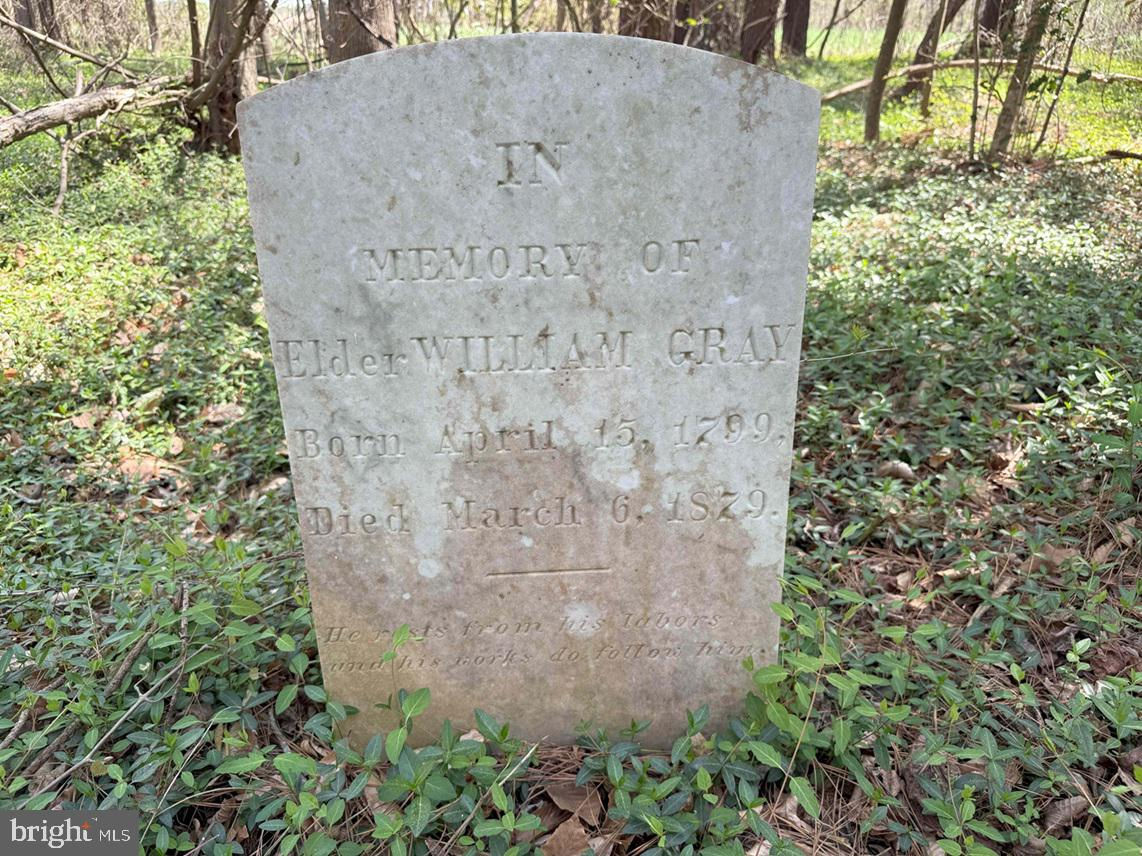 IN
MEMORY OF
Elder WILLIAM GRAY
Born April 15, 1799,
Died March 6, 1879.
He rests from his labors
and his works do follow him.
bright MLS